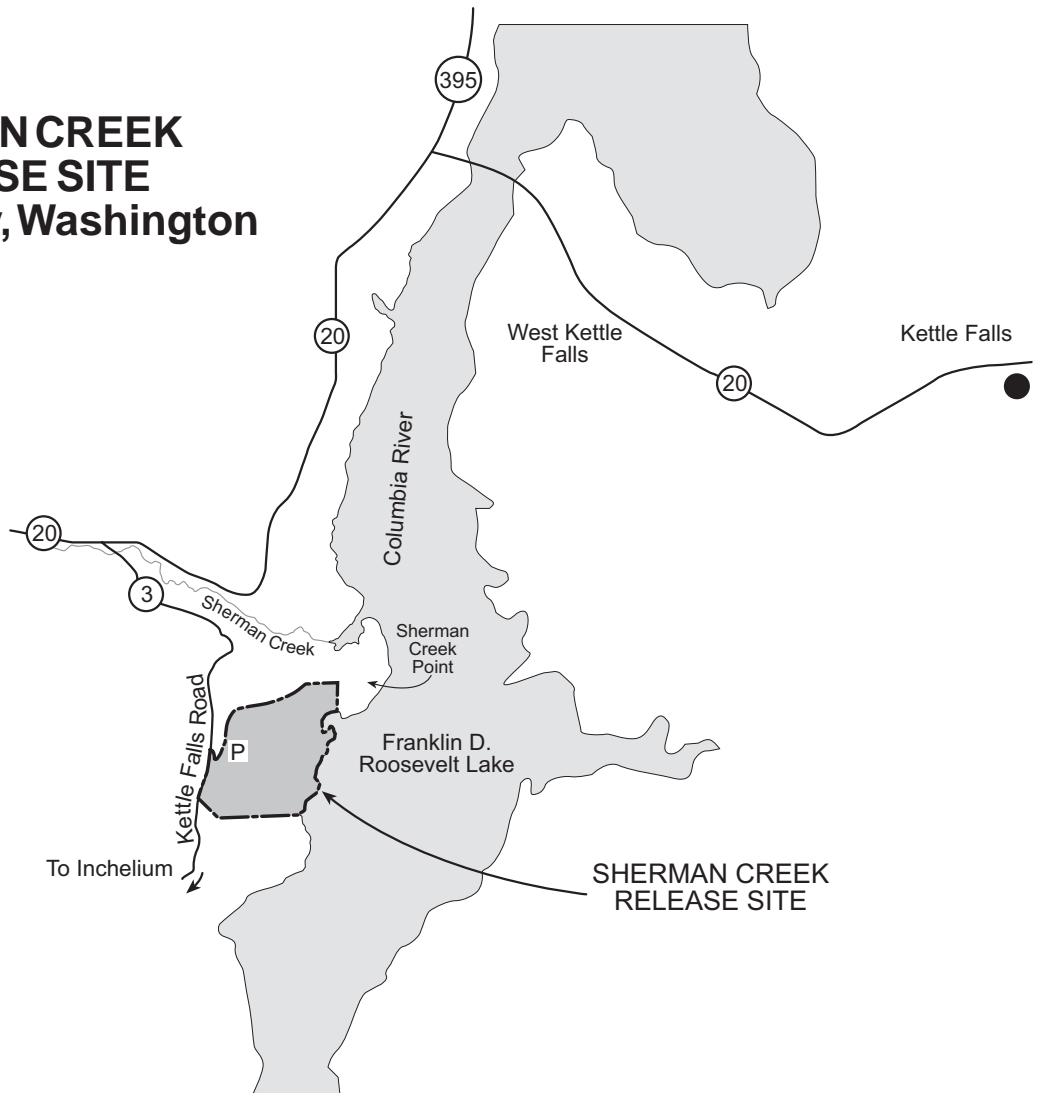 N CREEK
SE SITE
, Washington
395
20
West Kettle
Falls
Kettle Falls
20
Columbia River
20
3
Sherman Creek
Sherman
Creek
Point
Kettle Falls Road
P
Franklin D.
Roosevelt Lake
To Inchelium
SHERMAN CREEK
RELEASE SITE